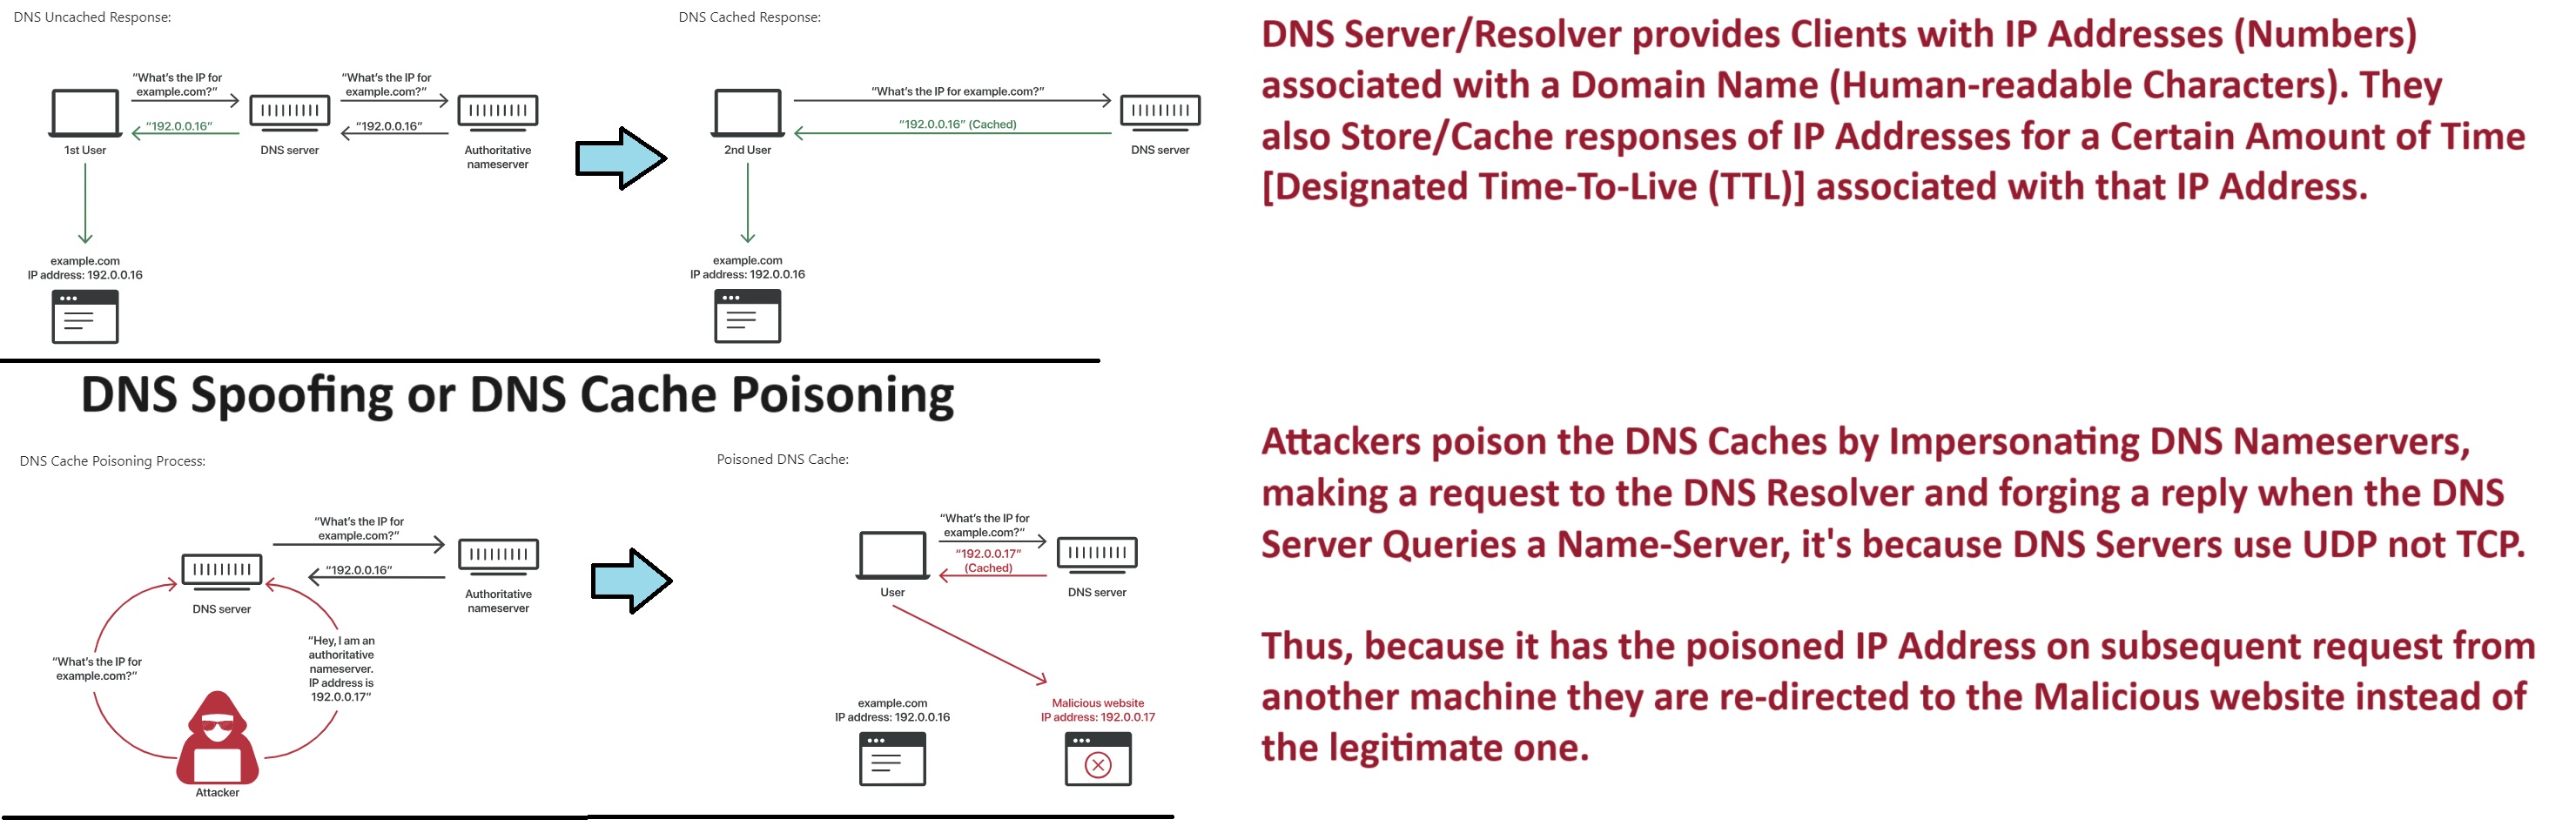 DNS Uncached Response:
"What's the IP for
example.com?"
"192.0.0.16"
"What's the IP for
example.com?"
"192.0.0.16"
1st User
DNS server
Authoritative
nameserver
example.com
IP address: 192.0.0.16
DNS Cached Response:
"What's the IP for example.com?"
"192.0.0.16" (Cached)
2nd User
DNS server
example.com
IP address: 192.0.0.16
DNS Server/Resolver provides Clients with IP Addresses (Numbers)
associated with a Domain Name (Human-readable Characters). They
also Store/Cache responses of IP Addresses for a Certain Amount of Time
[Designated Time-To-Live (TTL)] associated with that IP Address.
DNS Spoofing or DNS Cache Poisoning
DNS Cache Poisoning Process:
"What's the IP for
example.com?"
"192.0.0.16"
DNS server
Authoritative
nameserver
"What's the IP for
example.com?"
"Hey, I am an
authoritative
nameserver.
IP address is
192.0.0.17"
Attacker
Poisoned DNS Cache:
"What's the IP for
example.com?"
"192.0.0.17"
(Cached)
User
DNS server
example.com
IP address: 192.0.0.16
Malicious website
IP address: 192.0.0.17
Attackers poison the DNS Caches by Impersonating DNS Nameservers,
making a request to the DNS Resolver and forging a reply when the DNS
Server Queries a Name-Server, it's because DNS Servers use UDP not TCP.
Thus, because it has the poisoned IP Address on subsequent request from
another machine they are re-directed to the Malicious website instead of
the legitimate one.